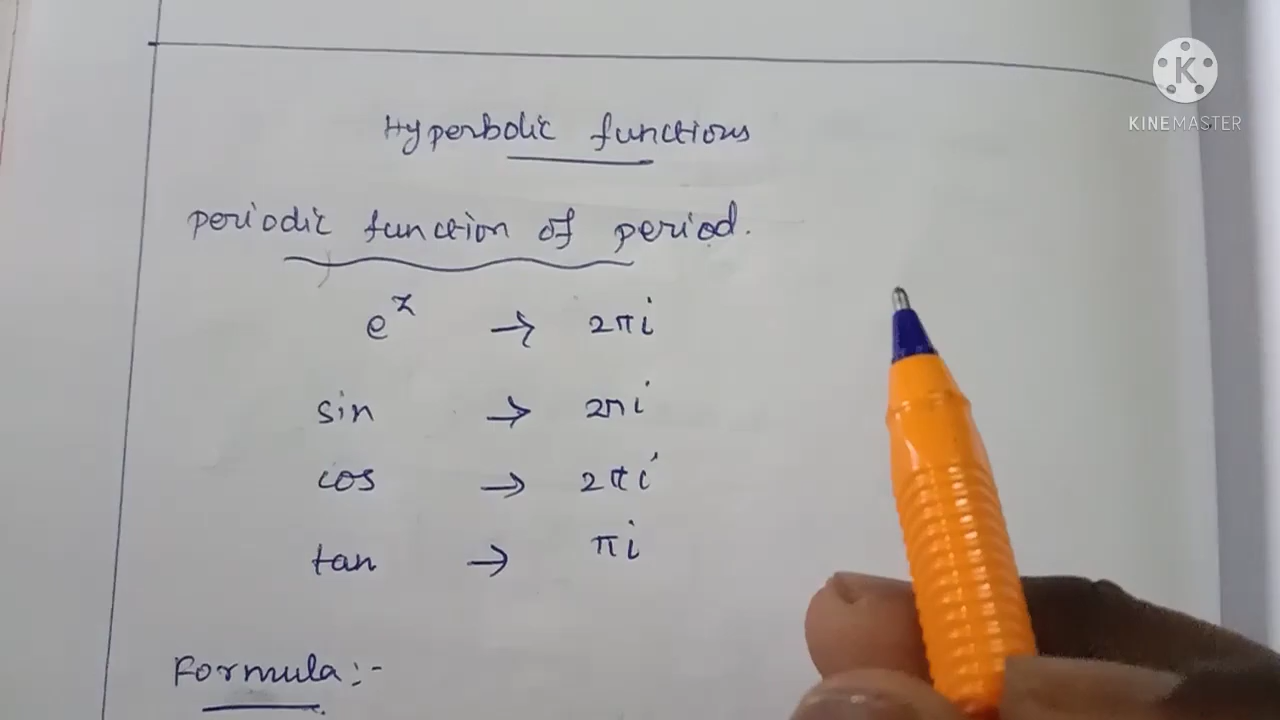 K
KINEMASTER
Hyperbolic functions
periodic function of period.
e^z → 2πi
sin → 2πi
cos → 2πi
tan → πi
Formula:-